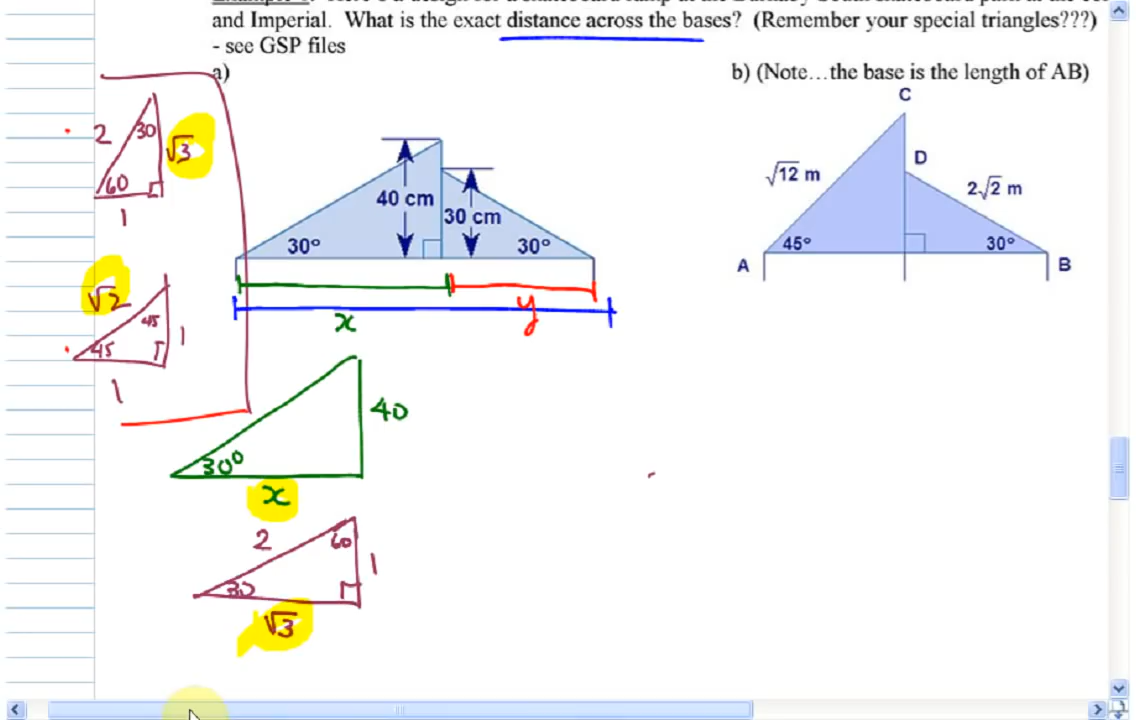 and Imperial. What is the exact distance across the bases? (Remember your special triangles???)
- see GSP files
a)
b) (Note...the base is the length of AB)
C
2
30
√3
60
1
40 cm
30 cm
30°
30°
D
√12 m
2√2 m
45°
30°
A
B
x
y
√2
45
45
1
1
40
30°
x
2
60
1
30
√3